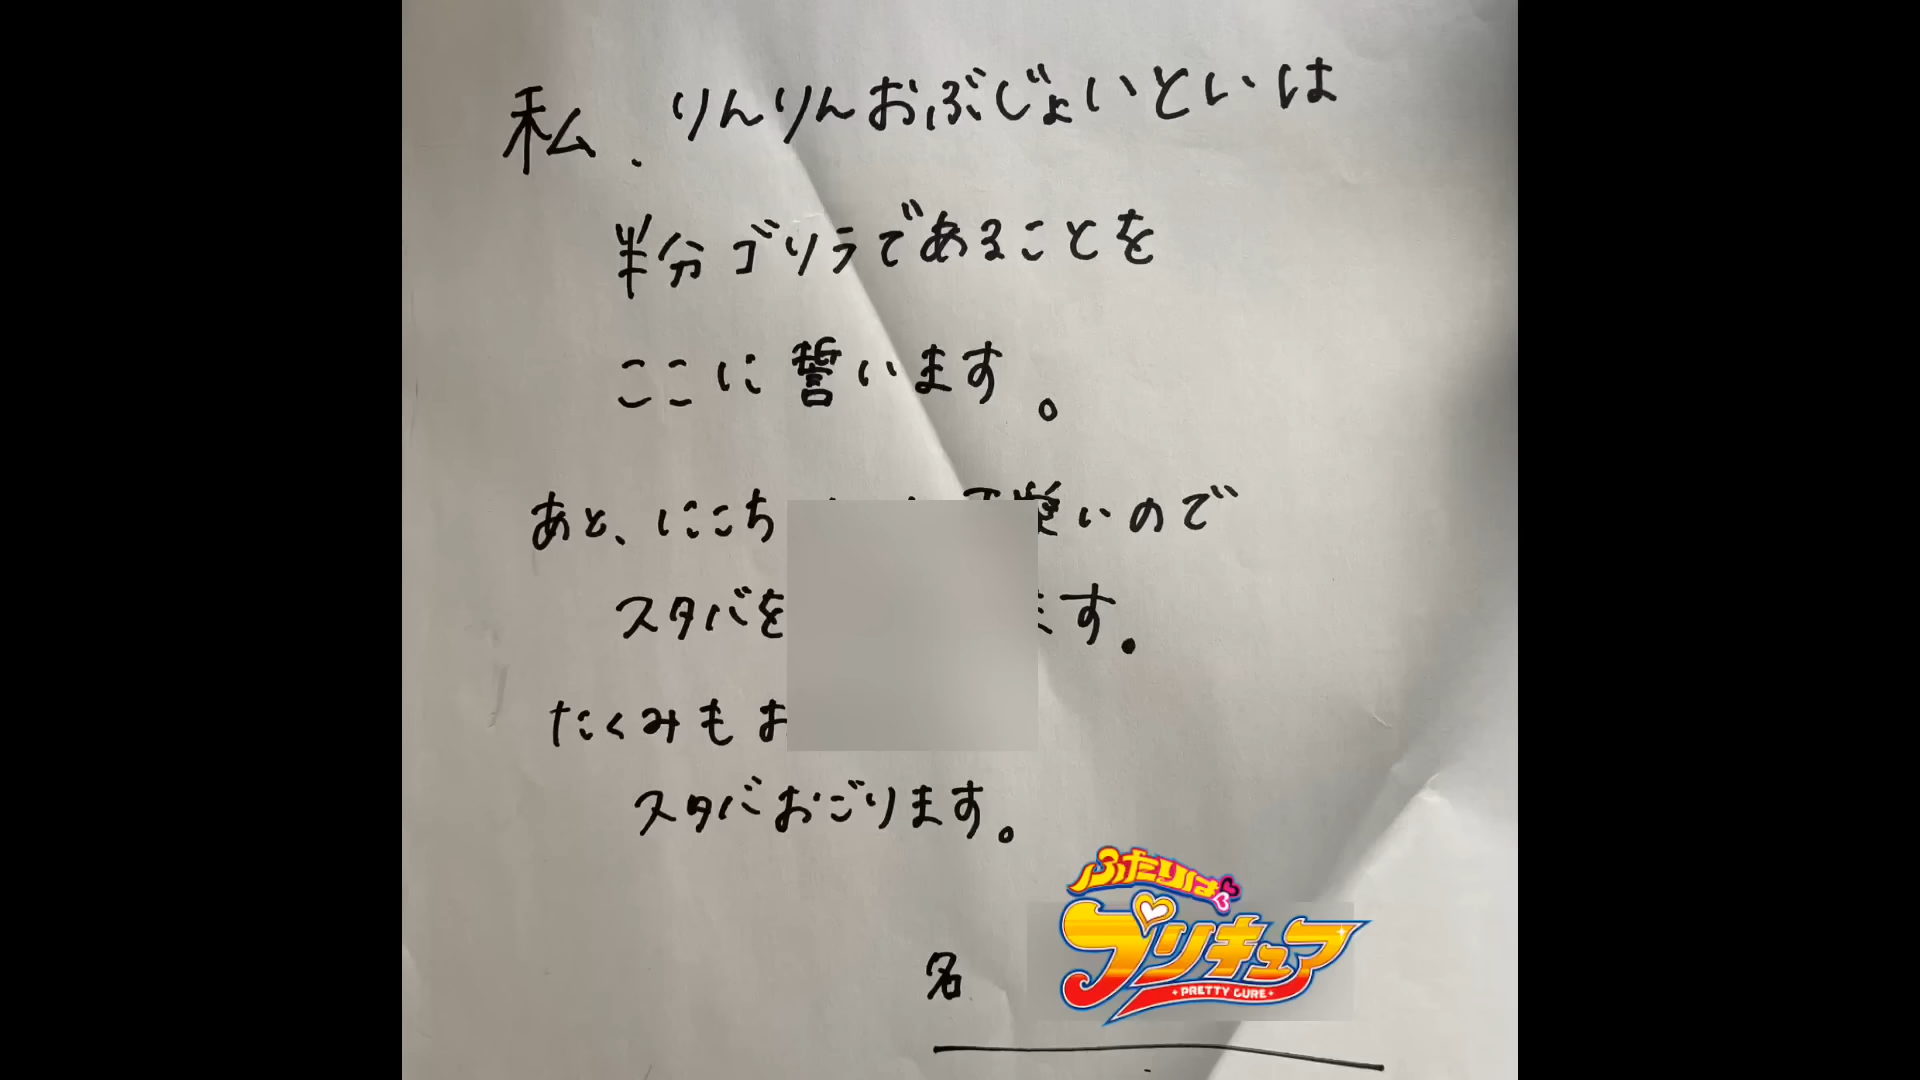 私、りんりんおぶじょいといは
半分ゴリラであることを
ここに誓います。
あと、にこち いので
スタバを ます。
たくみも
スタバおごります。
名
ふたりは
プリキュア
PRETTY CURE